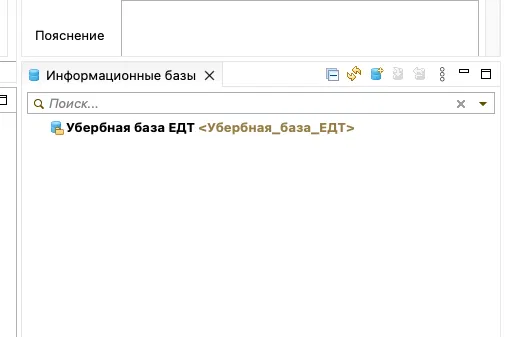 Пояснение
Информационные базы
Поиск...
Убербная база ЕДТ <Убербная_база_ЕДТ>